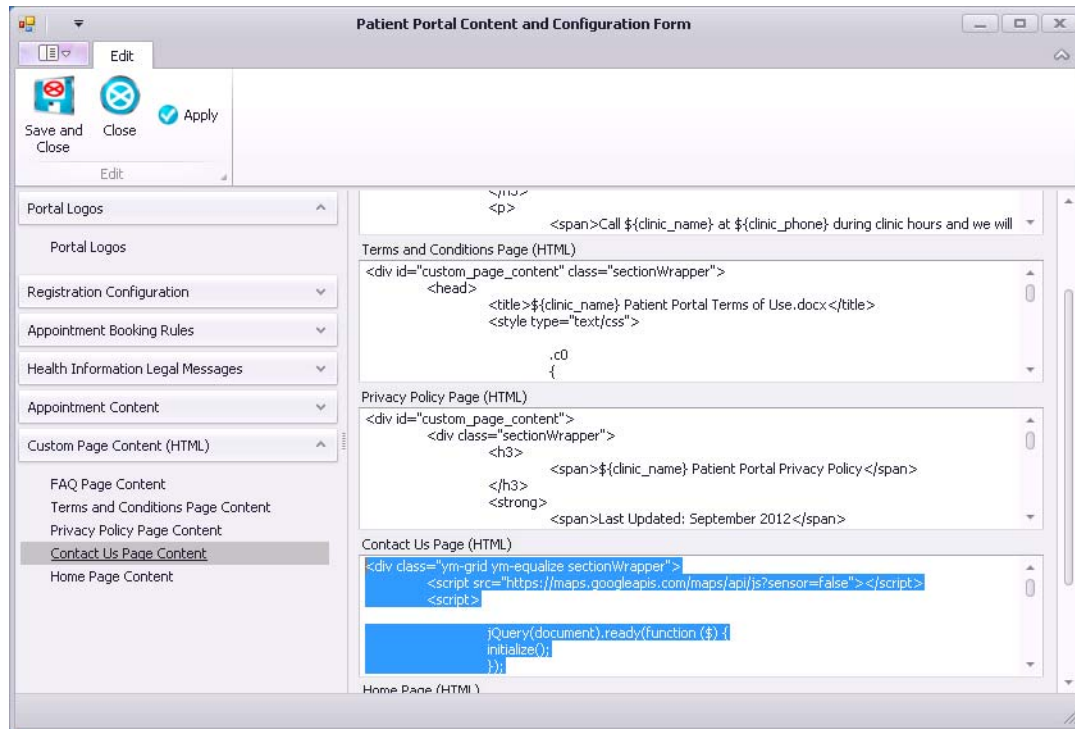 Patient Portal Content and Configuration Form
Edit
Save and
Close
Close
Apply
Edit
Portal Logos
Portal Logos
Registration Configuration
Appointment Booking Rules
Health Information Legal Messages
Appointment Content
Custom Page Content (HTML)
FAQ Page Content
Terms and Conditions Page Content
Privacy Policy Page Content
Contact Us Page Content
Home Page Content
</h3>
<p>
<span>Call ${clinic_name} at ${clinic_phone} during clinic hours and we will
Terms and Conditions Page (HTML)
<div id="custom_page_content" class="sectionWrapper">
<head>
<title>${clinic_name} Patient Portal Terms of Use.docx</title>
<style type="text/css">
.c0
{
Privacy Policy Page (HTML)
<div id="custom_page_content">
<div class="sectionWrapper">
<h3>
<span>${clinic_name} Patient Portal Privacy Policy</span>
</h3>
<strong>
<span>Last Updated: September 2012</span>
Contact Us Page (HTML)
<div class="ym-grid ym-equalize sectionWrapper">
<script src="https://maps.googleapis.com/maps/api/js?sensor=false"></script>
<script>
jQuery(document).ready(function ($) {
initialize();
});
Home Page (HTML)